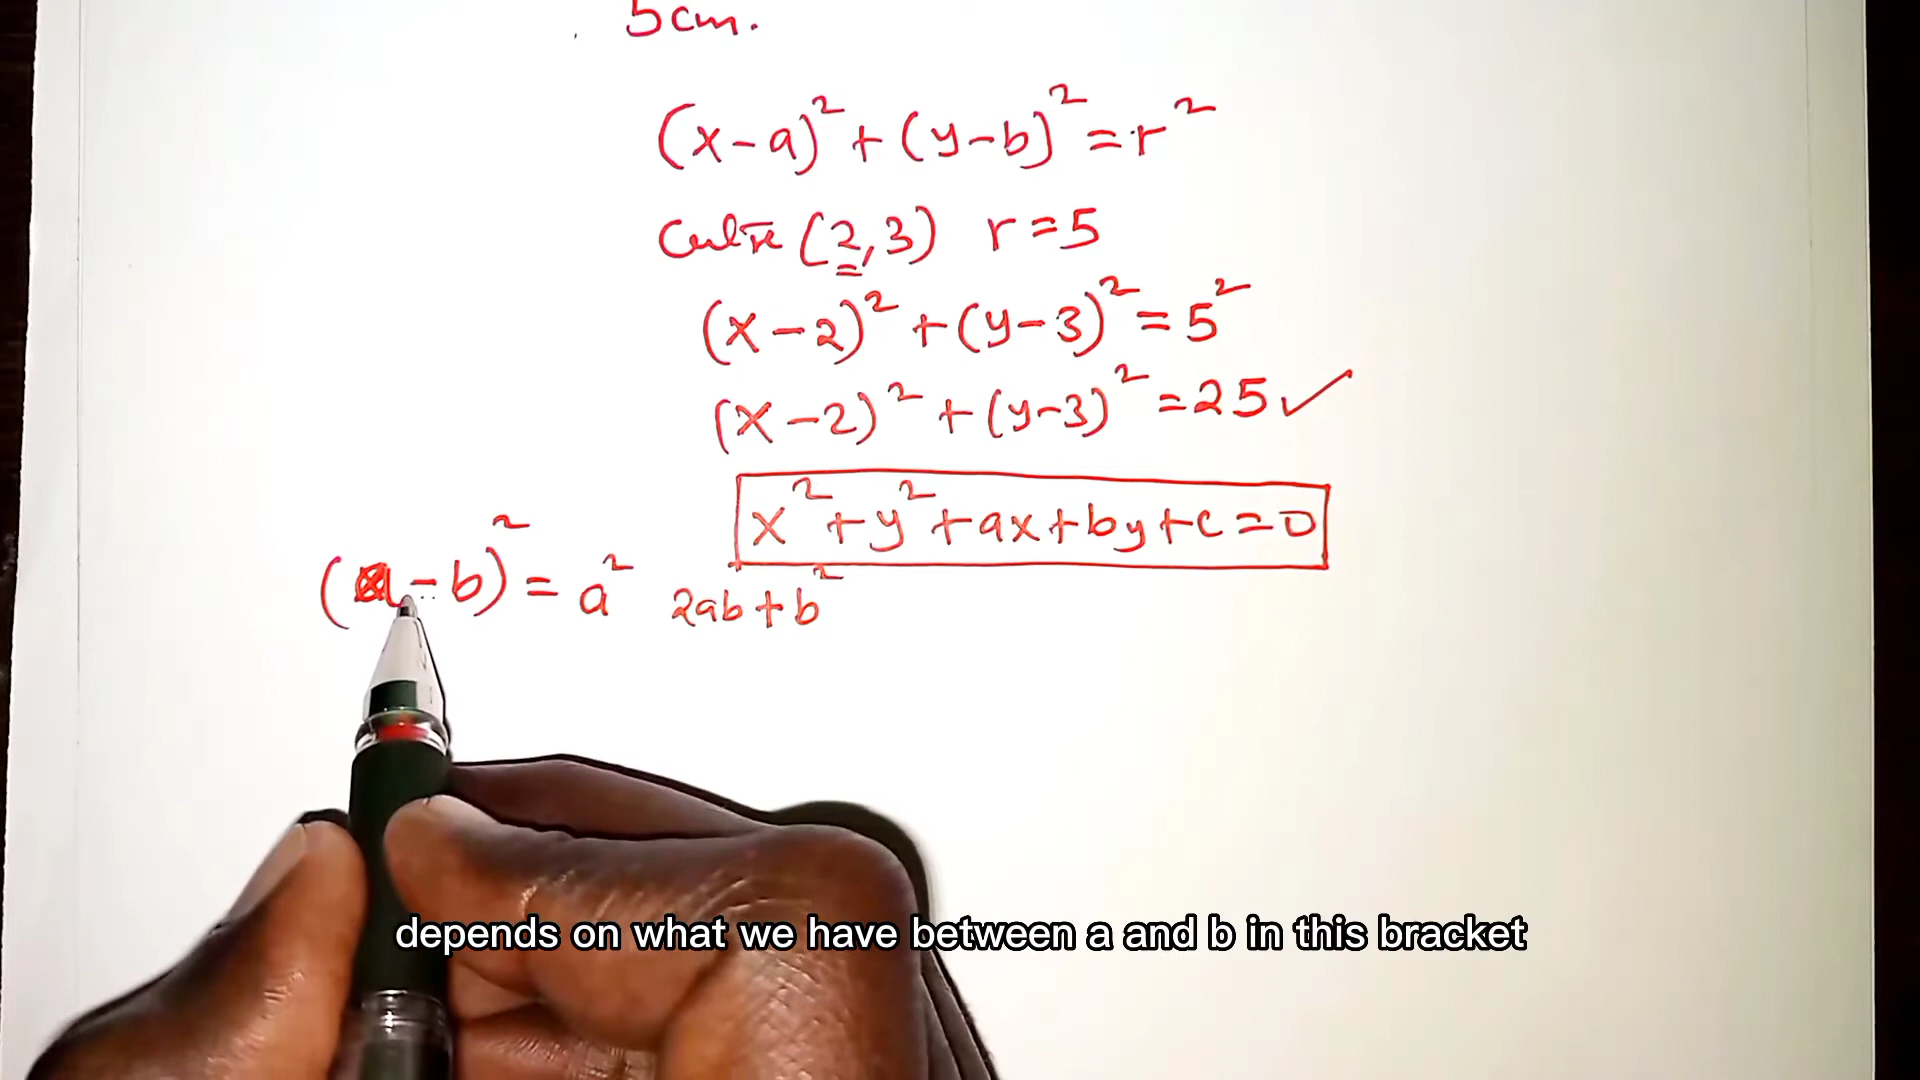 5cm.
(x-a)² + (y-b)² = r²
Centre (2,3) r = 5
(x-2)² + (y-3)² = 5²
(x-2)² + (y-3)² = 25 ✓
x² + y² + ax + by + c = 0
(a-b)² = a² 2ab + b²
depends on what we have between a and b in this bracket